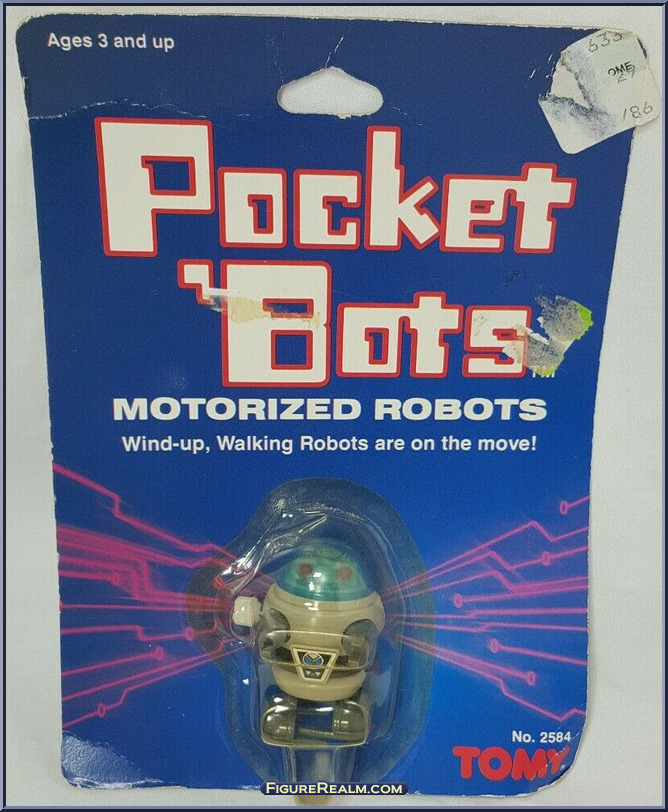 Ages 3 and up
Pocket
'Bots
TM
MOTORIZED ROBOTS
Wind-up, Walking Robots are on the move!
No. 2584
TOMY
FIGUREREALM.COM